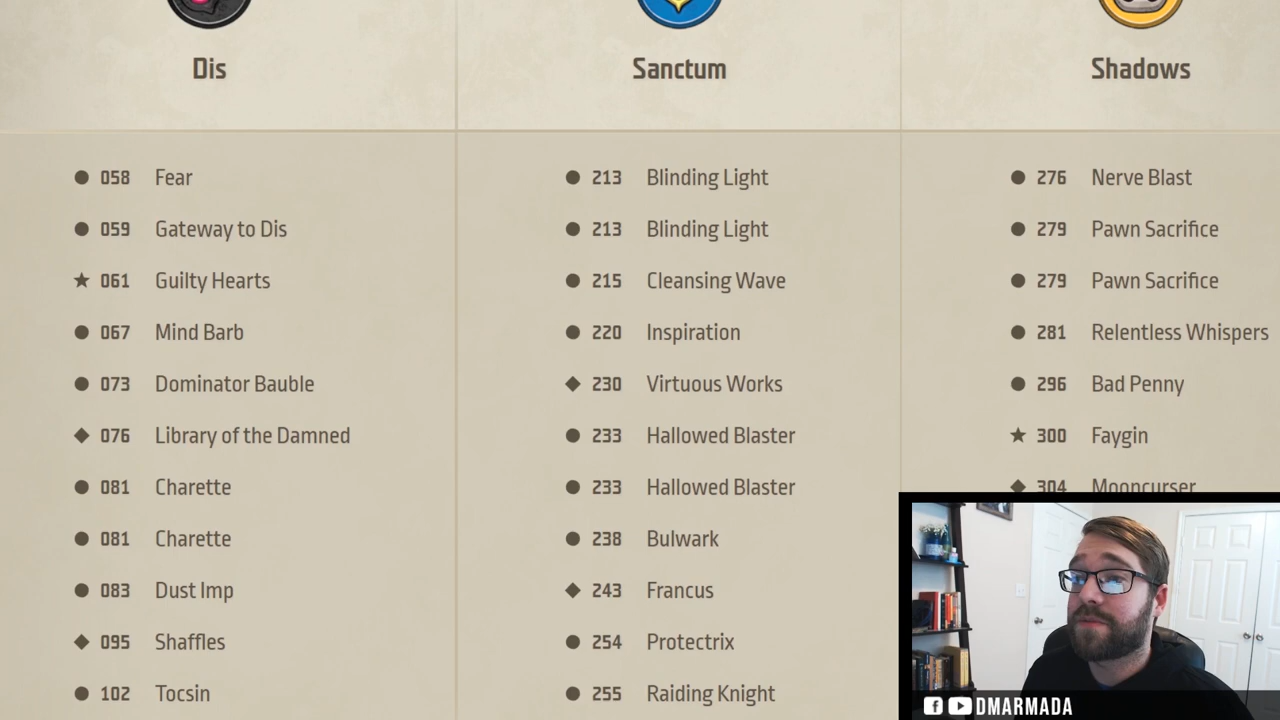 Dis
058 Fear
059 Gateway to Dis
061 Guilty Hearts
067 Mind Barb
073 Dominator Bauble
076 Library of the Damned
081 Charette
081 Charette
083 Dust Imp
095 Shaffles
102 Tocsin
Sanctum
213 Blinding Light
213 Blinding Light
215 Cleansing Wave
220 Inspiration
230 Virtuous Works
233 Hallowed Blaster
233 Hallowed Blaster
238 Bulwark
243 Francus
254 Protectrix
255 Raiding Knight
Shadows
276 Nerve Blast
279 Pawn Sacrifice
279 Pawn Sacrifice
281 Relentless Whispers
296 Bad Penny
300 Faygin
304 Mooncurser
DMARMADA